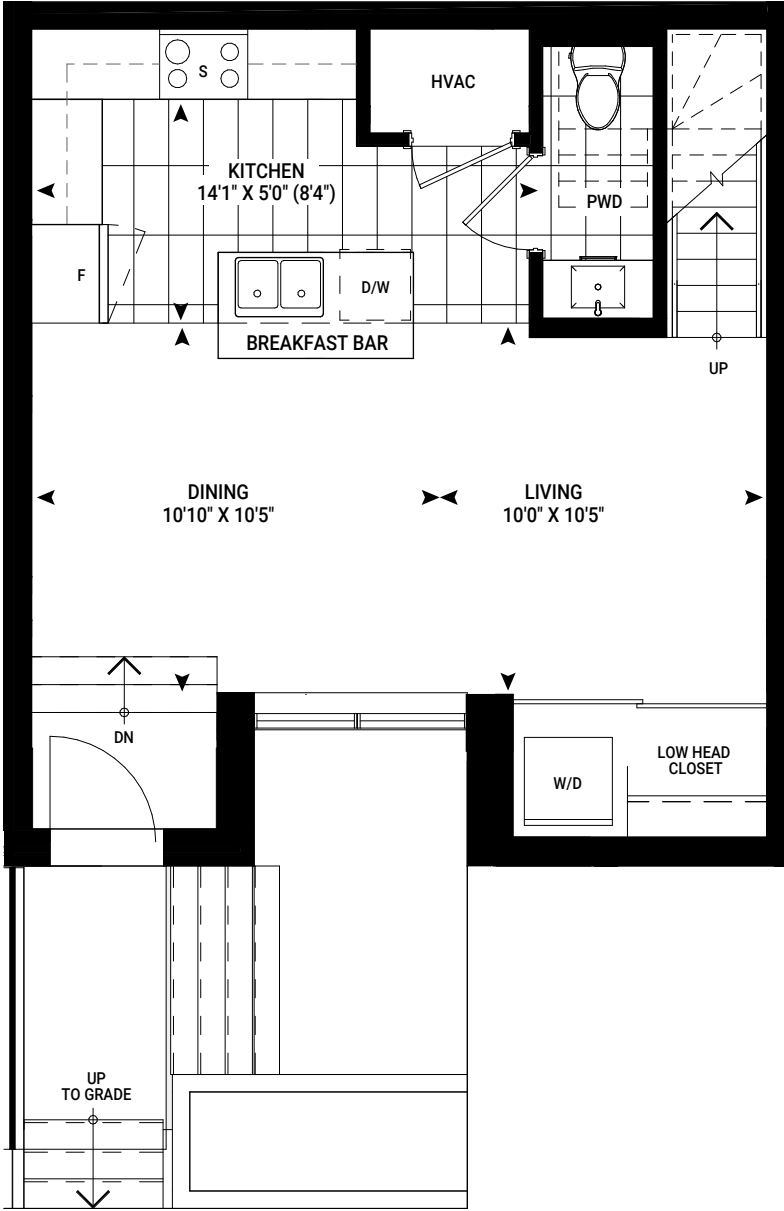 S
HVAC
KITCHEN
14'1" X 5'0" (8'4")
PWD
N
F
D/W
BREAKFAST BAR
UP
DINING
10'10" X 10'5"
LIVING
10'0" X 10'5"
DN
W/D
LOW HEAD
CLOSET
UP
TO GRADE